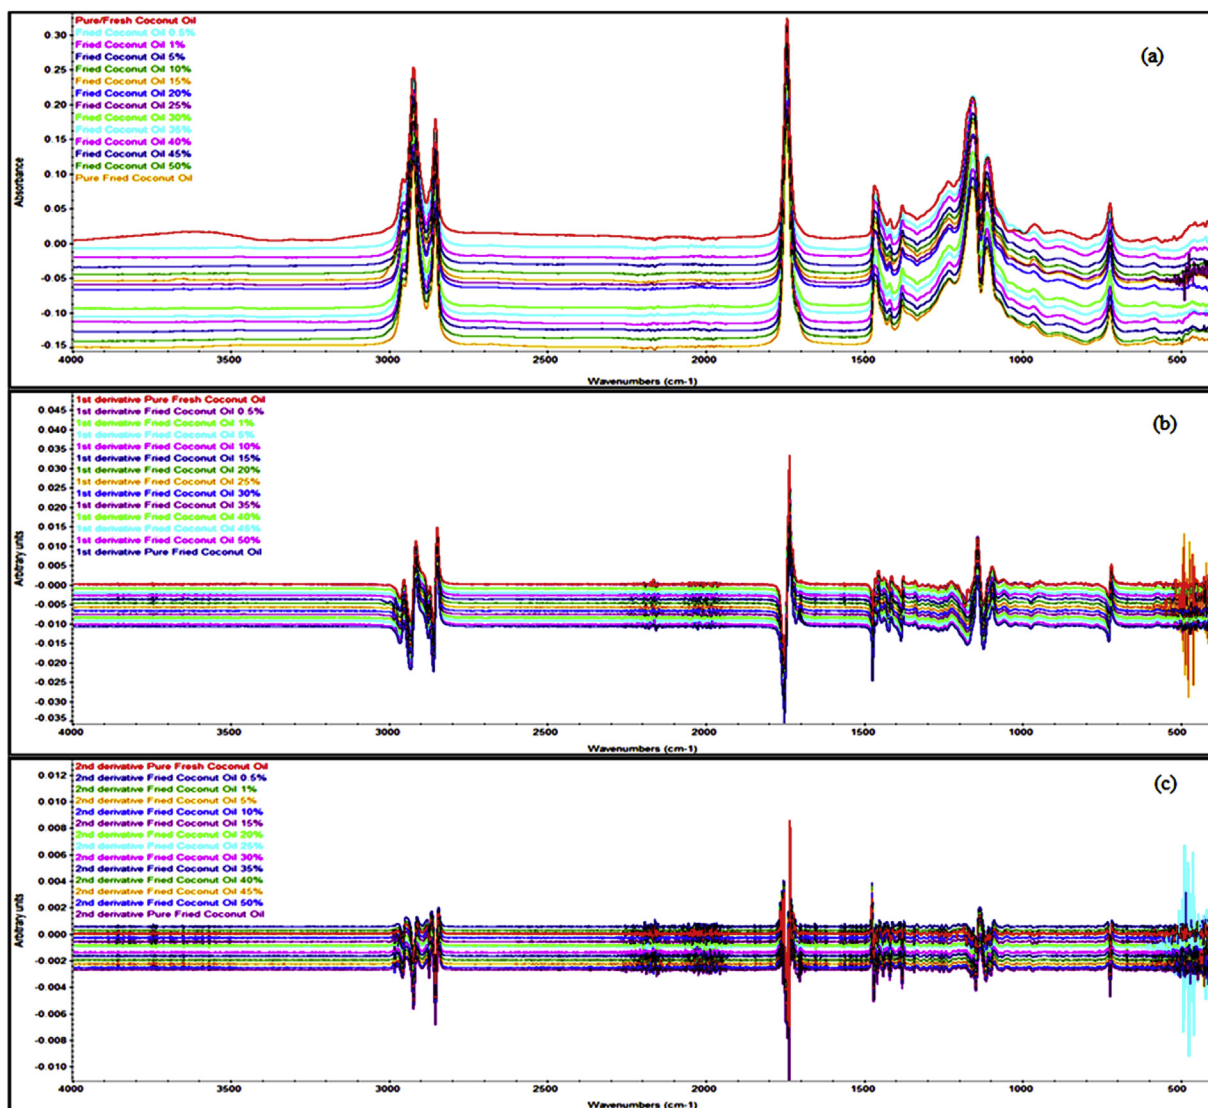 Pure/Fresh Coconut Oil
Fried Coconut Oil 0.5%
Fried Coconut Oil 1%
Fried Coconut Oil 5%
Fried Coconut Oil 10%
Fried Coconut Oil 15%
Fried Coconut Oil 20%
Fried Coconut Oil 25%
Fried Coconut Oil 30%
Fried Coconut Oil 35%
Fried Coconut Oil 40%
Fried Coconut Oil 45%
Fried Coconut Oil 50%
Pure Fried Coconut Oil
(a)
Absorbance
0.30
0.25
0.20
0.15
0.10
0.05
0.00
-0.05
-0.10
-0.15
4000 3500 3000 2500 2000 1500 1000 500
Wavenumbers (cm-1)
1st derivative Pure Fresh Coconut Oil
1st derivative Fried Coconut Oil 0.5%
1st derivative Fried Coconut Oil 1%
1st derivative Fried Coconut Oil 5%
1st derivative Fried Coconut Oil 10%
1st derivative Fried Coconut Oil 15%
1st derivative Fried Coconut Oil 20%
1st derivative Fried Coconut Oil 25%
1st derivative Fried Coconut Oil 30%
1st derivative Fried Coconut Oil 35%
1st derivative Fried Coconut Oil 40%
1st derivative Fried Coconut Oil 45%
1st derivative Fried Coconut Oil 50%
1st derivative Pure Fried Coconut Oil
(b)
Arbitrary units
0.045
0.040
0.035
0.030
0.025
0.020
0.015
0.010
0.005
-0.000
-0.005
-0.010
-0.015
-0.020
-0.025
-0.030
-0.035
4000 3500 3000 2500 2000 1500 1000 500
Wavenumbers (cm-1)
2nd derivative Pure Fresh Coconut Oil
2nd derivative Fried Coconut Oil 0.5%
2nd derivative Fried Coconut Oil 1%
2nd derivative Fried Coconut Oil 5%
2nd derivative Fried Coconut Oil 10%
2nd derivative Fried Coconut Oil 15%
2nd derivative Fried Coconut Oil 20%
2nd derivative Fried Coconut Oil 25%
2nd derivative Fried Coconut Oil 30%
2nd derivative Fried Coconut Oil 35%
2nd derivative Fried Coconut Oil 40%
2nd derivative Fried Coconut Oil 45%
2nd derivative Fried Coconut Oil 50%
2nd derivative Pure Fried Coconut Oil
(c)
Arbitrary units
0.012
0.010
0.008
0.006
0.004
0.002
0.000
-0.002
-0.004
-0.006
-0.008
-0.010
4000 3500 3000 2500 2000 1500 1000 500
Wavenumbers (cm-1)